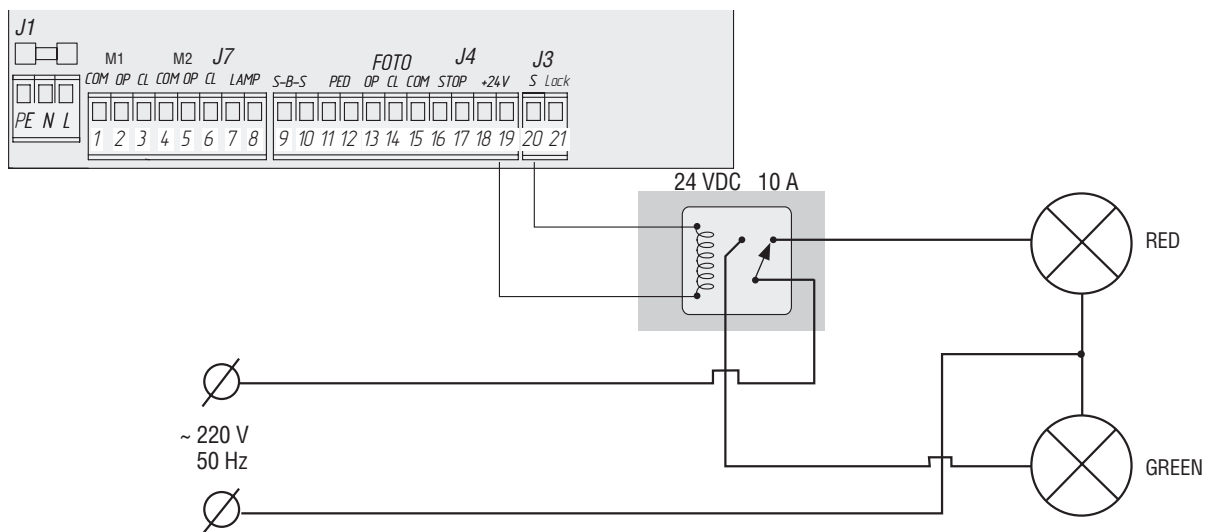 J1
M1 M2 J7 FOTO J4 J3
COM OP CL COM OP CL LAMP S-B-S PED OP CL COM STOP +24V S Lock
PE N L
1 2 3 4 5 6 7 8 9 10 11 12 13 14 15 16 17 18 19 20 21
24 VDC 10 A
RED
~ 220 V
50 Hz
GREEN